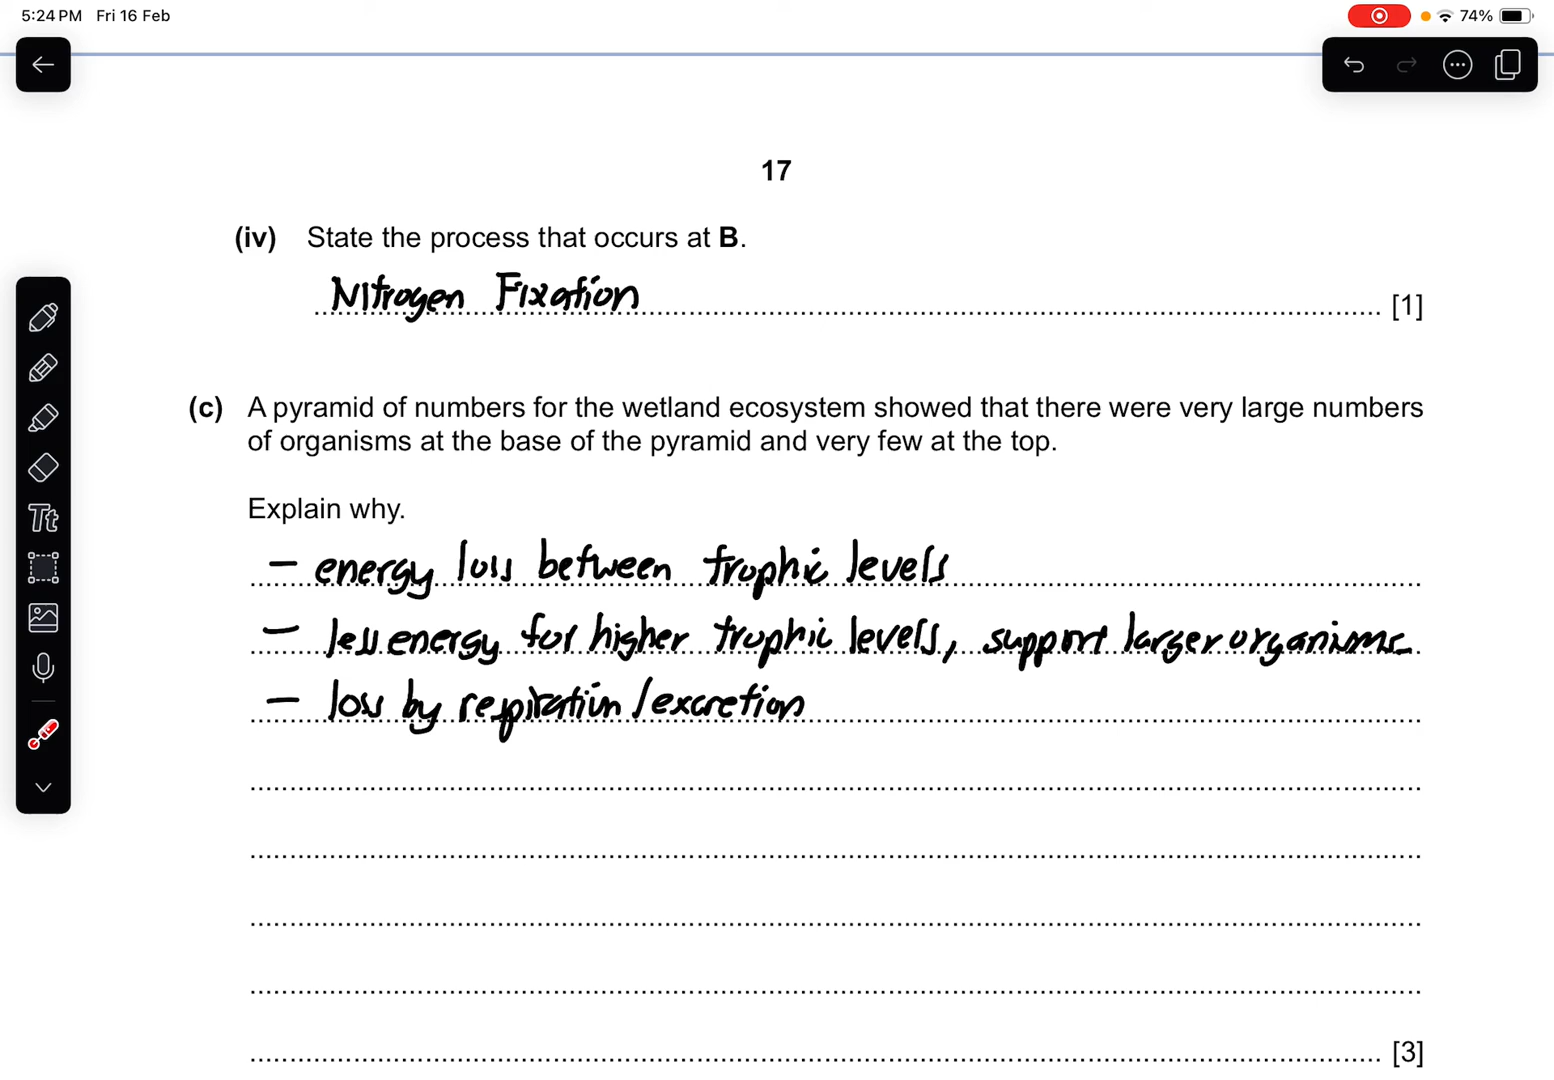 5:24 PM Fri 16 Feb 74%
17
(iv) State the process that occurs at B.
Nitrogen Fixation [1]
(c) A pyramid of numbers for the wetland ecosystem showed that there were very large numbers
of organisms at the base of the pyramid and very few at the top.
Explain why.
– energy loss between trophic levels
– less energy for higher trophic levels, support larger organisms
– loss by respiration / excretion
[3]
Tt